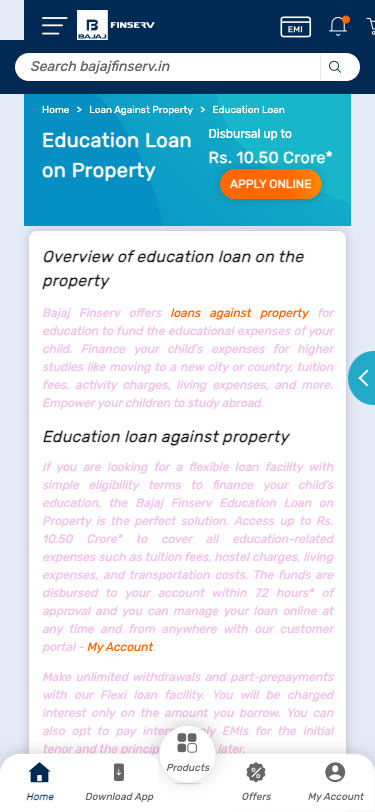 BAJAJ FINSERV
EMI
Search bajajfinserv.in
Home > Loan Against Property > Education Loan
Education Loan
on Property
Disbursal up to
Rs. 10.50 Crore*
APPLY ONLINE
Overview of education loan on the
property
Bajaj Finserv offers loans against property for
education to fund the educational expenses of your
child. Finance your child's expenses for higher
studies like moving to a new city or country, tuition
fees, activity charges, living expenses, and more.
Empower your children to study abroad.
Education loan against property
If you are looking for a flexible loan facility with
simple eligibility terms to finance your child's
education, the Bajaj Finserv Education Loan on
Property is the perfect solution. Access up to Rs.
10.50 Crore* to cover all education-related
expenses such as tuition fees, hostel charges, living
expenses, and transportation costs. The funds are
disbursed to your account within 72 hours* of
approval and you can manage your loan online at
any time and from anywhere with our customer
portal – My Account.
Make unlimited withdrawals and part-prepayments
with our Flexi loan facility. You will be charged
interest only on the amount you borrow. You can
also opt to pay ly EMIs for the initial
tenor and the princip later.
Home
Download App
Products
Offers
My Account